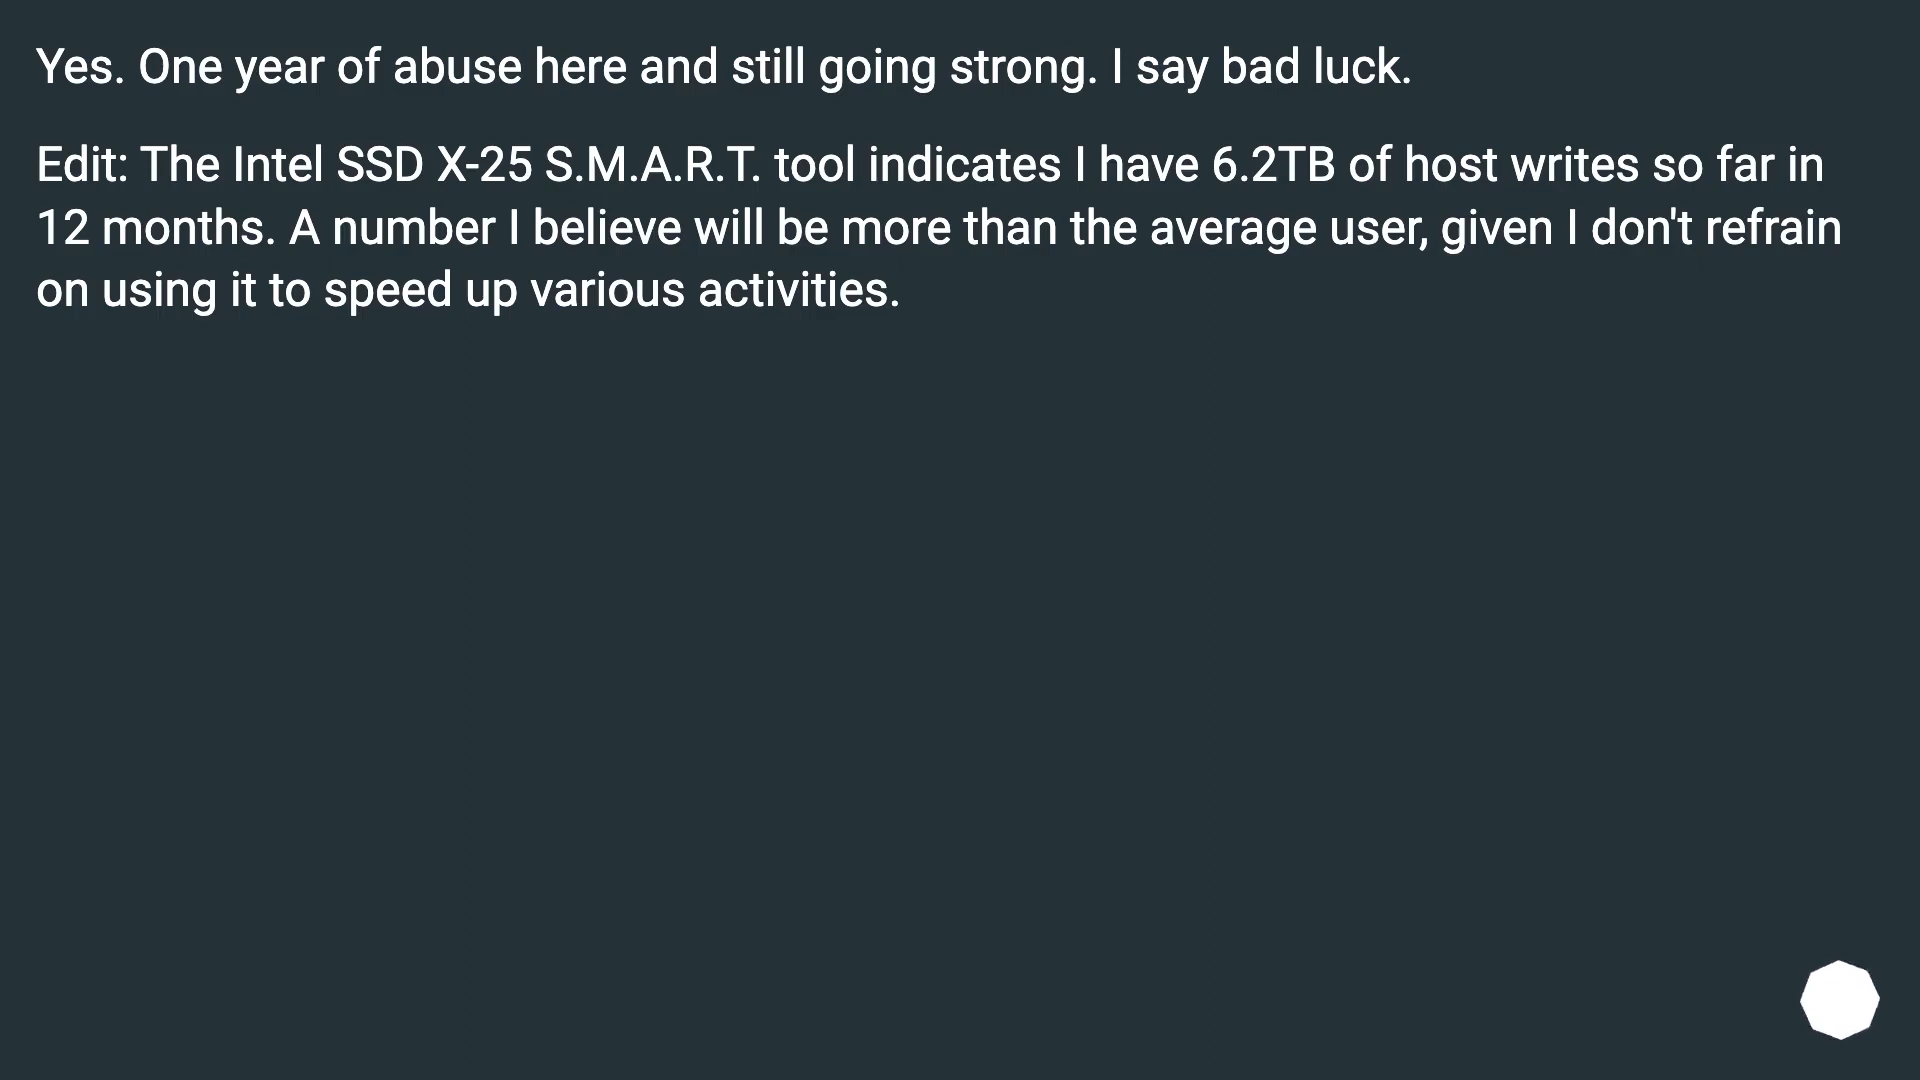 Yes. One year of abuse here and still going strong. I say bad luck.
Edit: The Intel SSD X-25 S.M.A.R.T. tool indicates I have 6.2TB of host writes so far in
12 months. A number I believe will be more than the average user, given I don't refrain
on using it to speed up various activities.